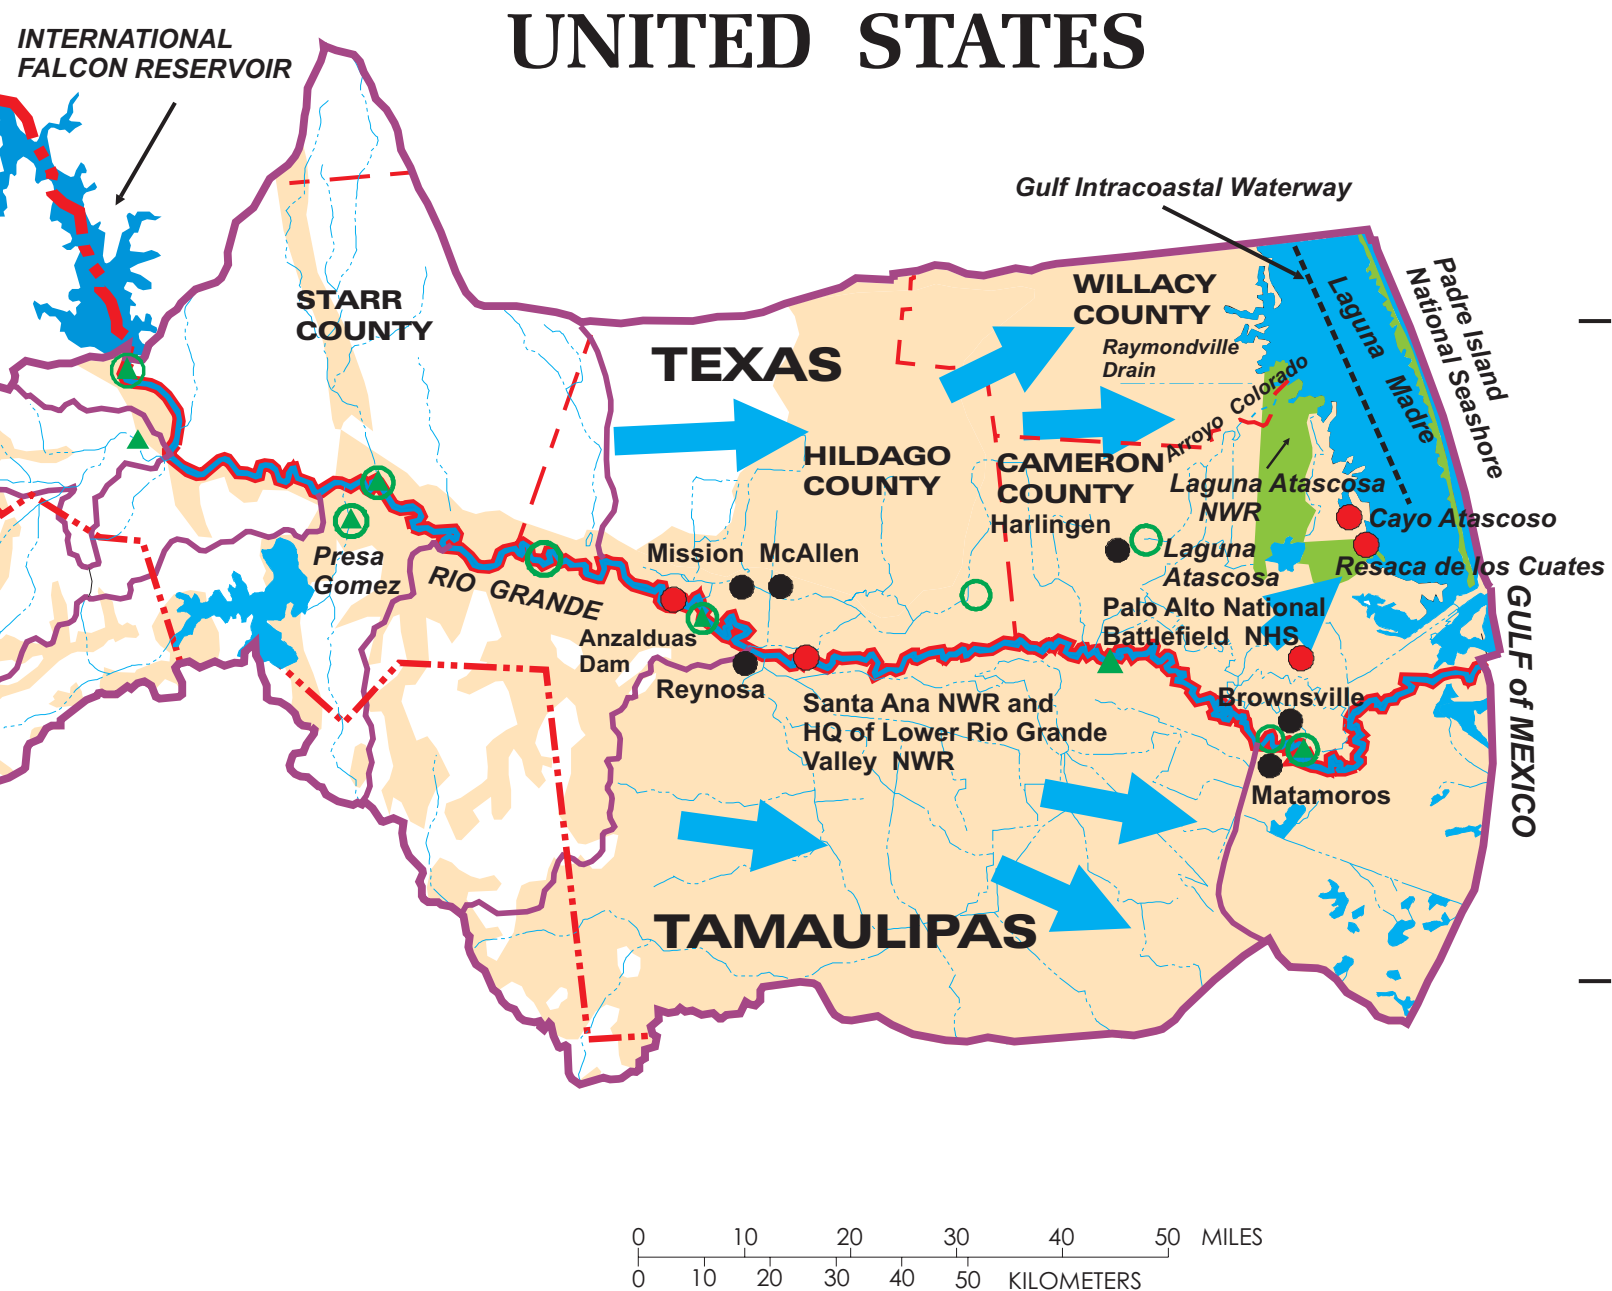 UNITED STATES
INTERNATIONAL
FALCON RESERVOIR
Gulf Intracoastal Waterway
Padre Island
National Seashore
STARR
COUNTY
WILLACY
COUNTY
Laguna Madre
Raymondville
Drain
TEXAS
Arroyo Colorado
HILDAGO
COUNTY
CAMERON
COUNTY
Laguna Atascosa
NWR
Harlingen
Cayo Atascoso
Laguna
Atascosa
Resaca de los Cuates
Presa
Gomez
Mission McAllen
RIO GRANDE
Palo Alto National
Battlefield NHS
GULF of MEXICO
Anzalduas
Dam
Reynosa
Santa Ana NWR and
HQ of Lower Rio Grande
Valley NWR
Brownsville
Matamoros
TAMAULIPAS
0 10 20 30 40 50 MILES
0 10 20 30 40 50 KILOMETERS